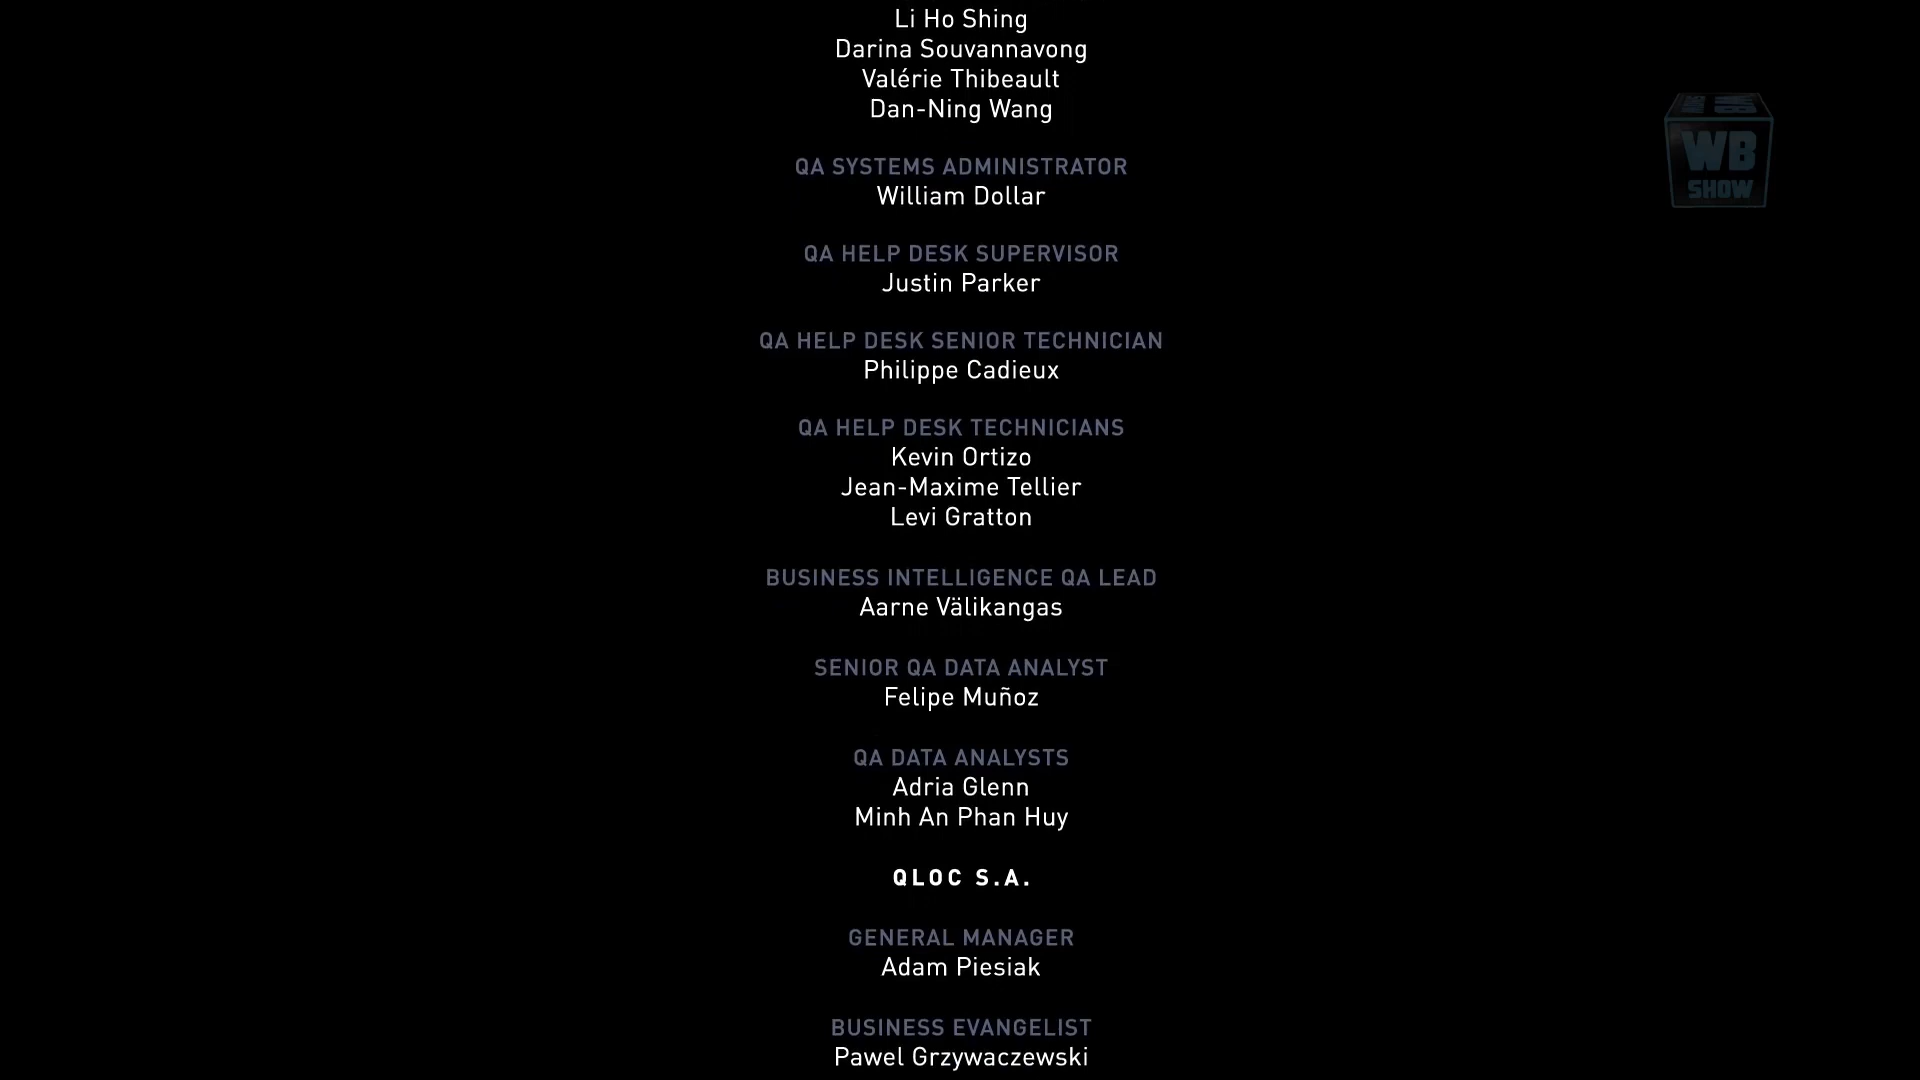 Li Ho Shing
Darina Souvannavong
Valérie Thibeault
Dan-Ning Wang
QA SYSTEMS ADMINISTRATOR
William Dollar
QA HELP DESK SUPERVISOR
Justin Parker
QA HELP DESK SENIOR TECHNICIAN
Philippe Cadieux
QA HELP DESK TECHNICIANS
Kevin Ortizo
Jean-Maxime Tellier
Levi Gratton
BUSINESS INTELLIGENCE QA LEAD
Aarne Välikangas
SENIOR QA DATA ANALYST
Felipe Muñoz
QA DATA ANALYSTS
Adria Glenn
Minh An Phan Huy
QLOC S.A.
GENERAL MANAGER
Adam Piesiak
BUSINESS EVANGELIST
Pawel Grzywaczewski
WB
SHOW